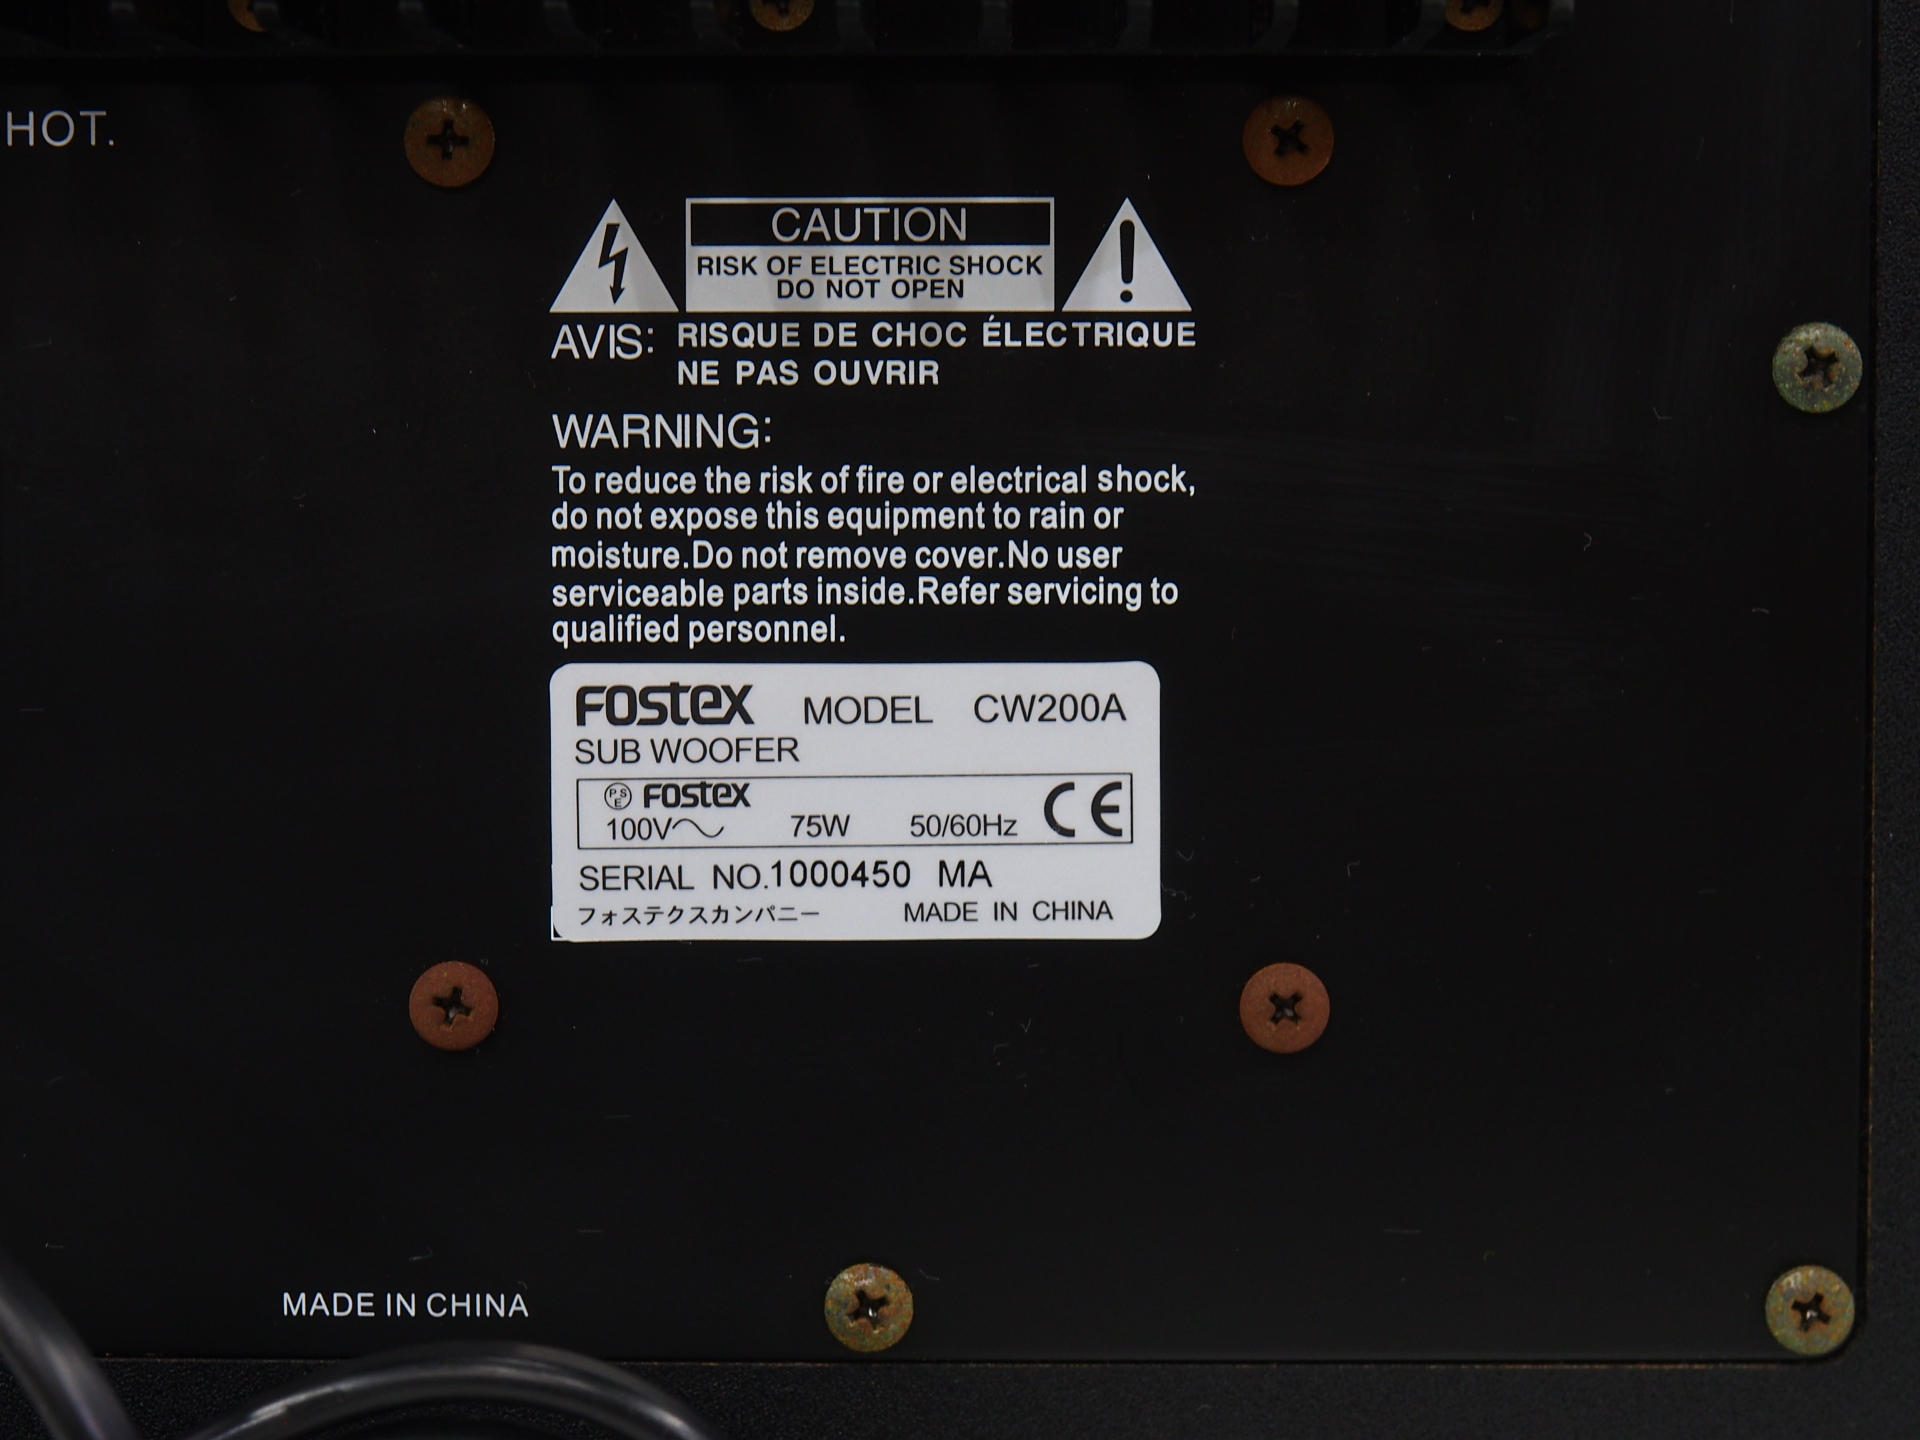 HOT.
CAUTION
RISK OF ELECTRIC SHOCK
DO NOT OPEN
AVIS: RISQUE DE CHOC ÉLECTRIQUE
NE PAS OUVRIR
WARNING:
To reduce the risk of fire or electrical shock,
do not expose this equipment to rain or
moisture.Do not remove cover.No user
serviceable parts inside.Refer servicing to
qualified personnel.
Fostex MODEL CW200A
SUB WOOFER
PSE Fostex
100V 75W 50/60Hz CE
SERIAL NO.1000450 MA
フォステクスカンパニー MADE IN CHINA
MADE IN CHINA